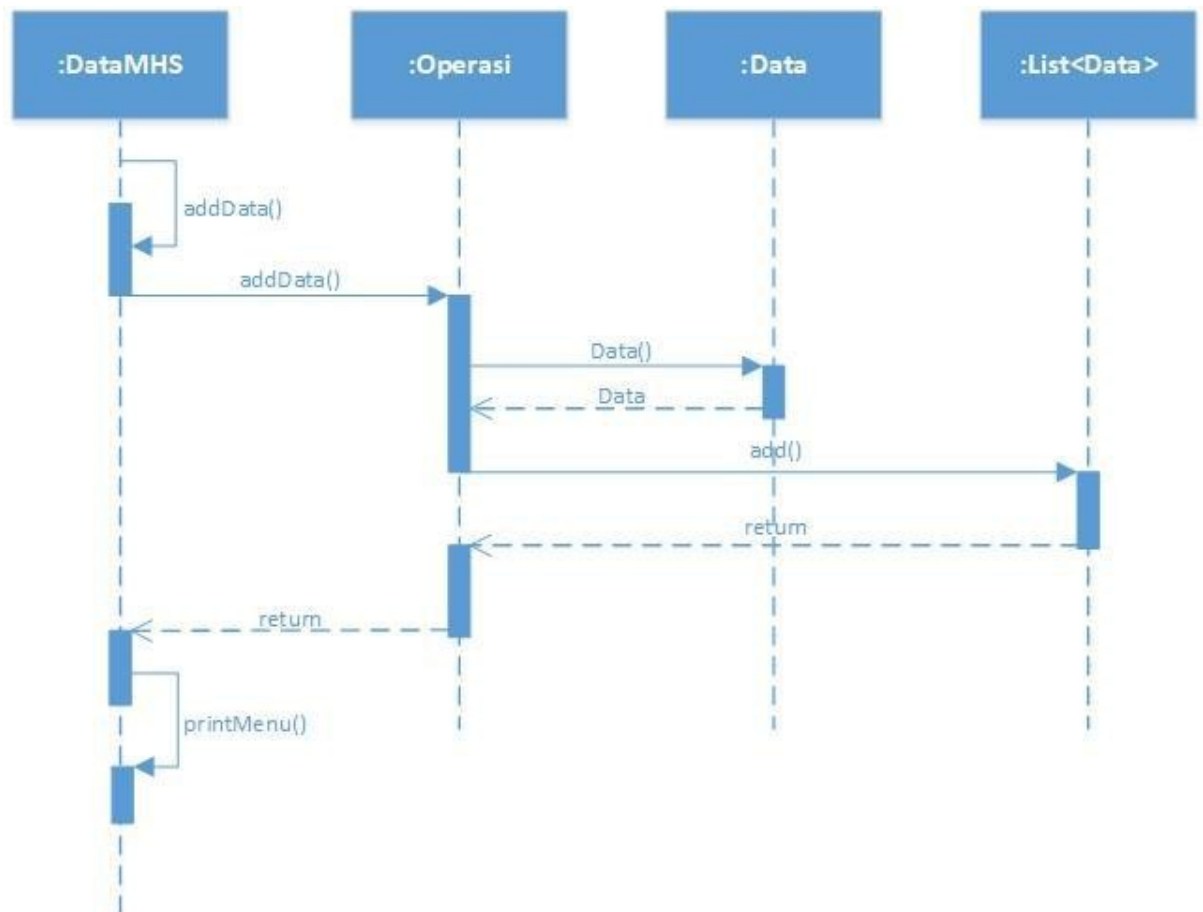 :DataMHS
:Operasi
:Data
:List<Data>
addData()
addData()
Data()
Data
add()
return
return
printMenu()